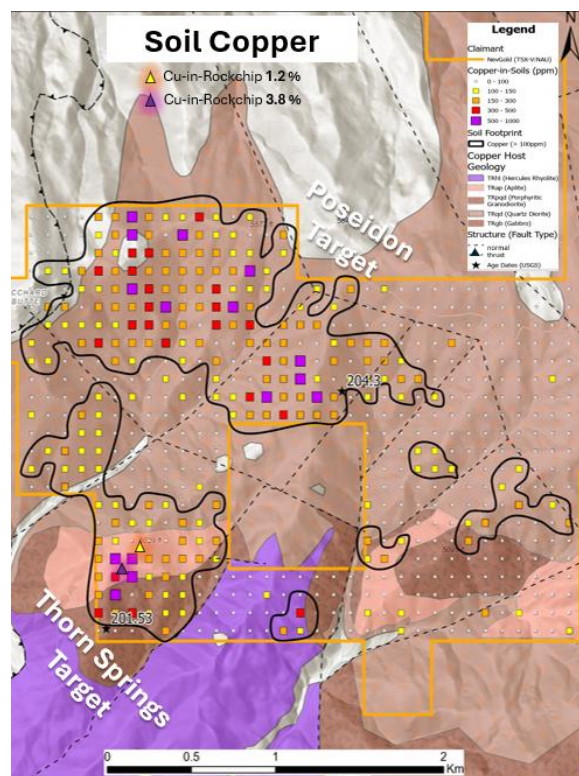 Soil Copper
Cu-in-Rockchip 1.2 %
Cu-in-Rockchip 3.8 %
N
Legend
Claimant
NevGold (TSX-V:NAU)
Copper-in-Soils (ppm)
0 - 100
100 - 150
150 - 300
300 - 500
500 - 1000
Soil Footprint
Copper (> 100ppm)
Copper Host
Geology
TRhl (Hercules Rhyolite)
TRap (Aplite)
TRpgd (Porphyritic
Granodiorite)
TRqd (Quartz Diorite)
TRgb (Gabbro)
Structure (Fault Type)
normal
thrust
Age Dates (USGS)
Poseidon
Target
BUTTE
204.3
201.53
Thorn Springs
Target
0 0.5 1 2
Km